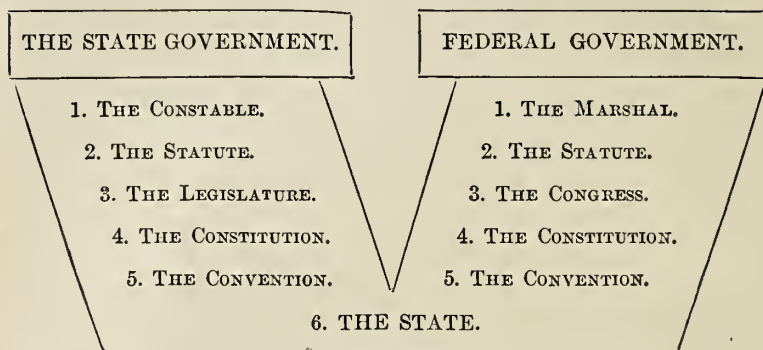 THE STATE GOVERNMENT.
1. THE CONSTABLE.
2. THE STATUTE.
3. THE LEGISLATURE.
4. THE CONSTITUTION.
5. THE CONVENTION.
FEDERAL GOVERNMENT.
1. THE MARSHAL.
2. THE STATUTE.
3. THE CONGRESS.
4. THE CONSTITUTION.
5. THE CONVENTION.
6. THE STATE.